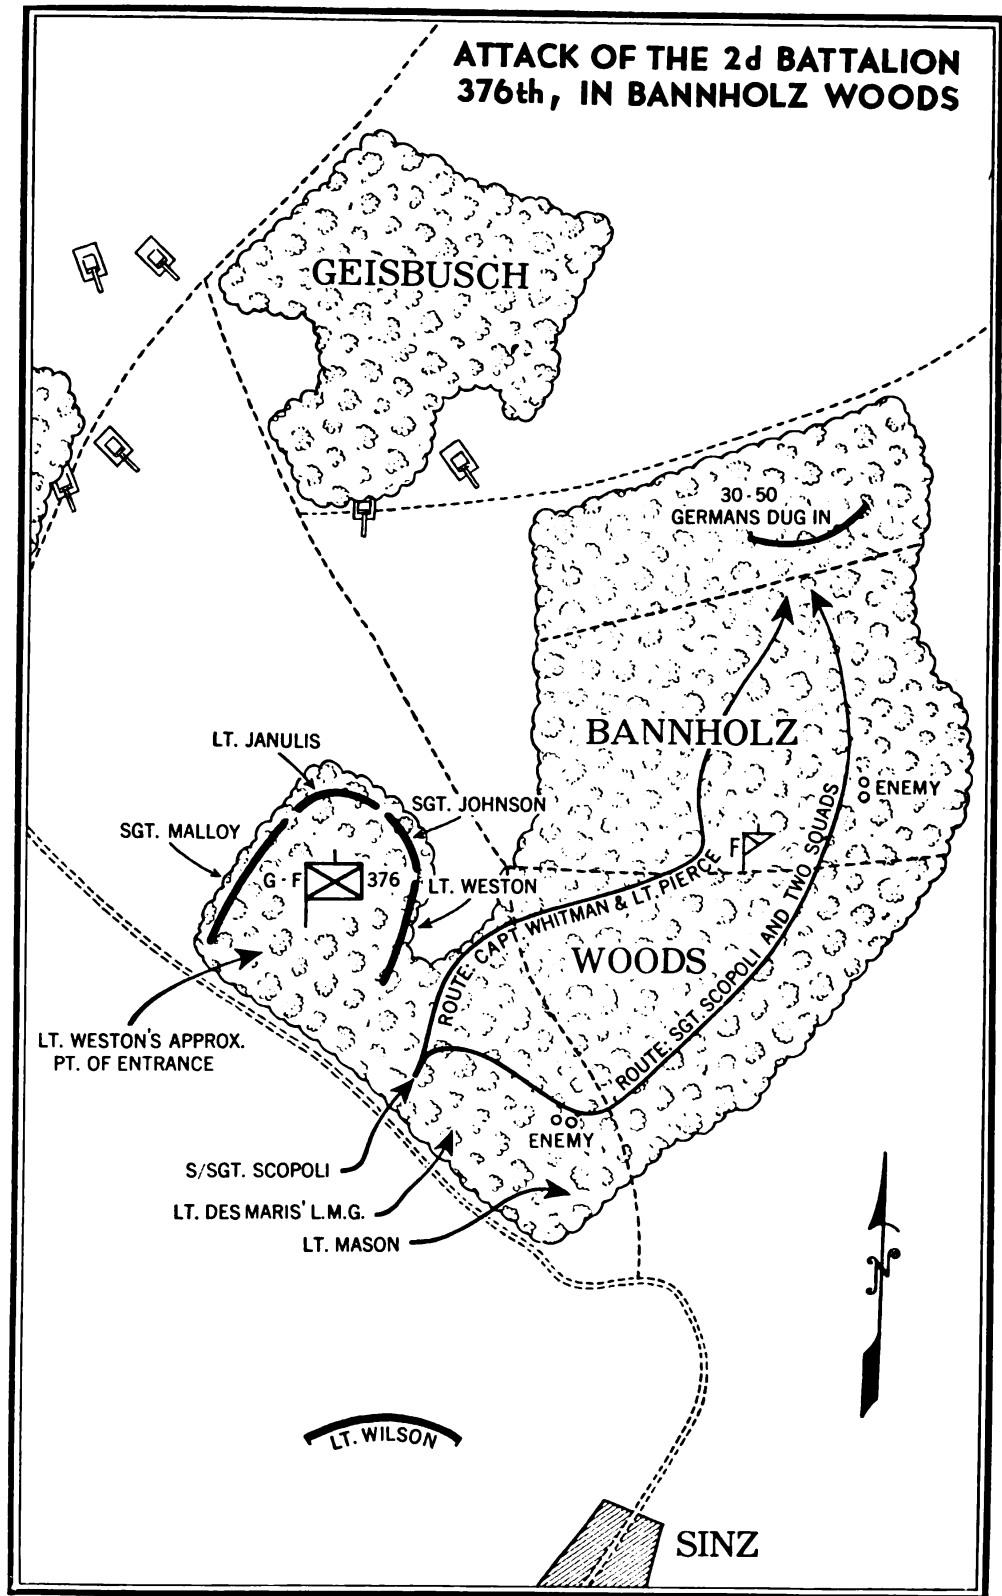 ATTACK OF THE 2d BATTALION
376th, IN BANNHOLZ WOODS
GEISBUSCH
30-50
GERMANS DUG IN
BANNHOLZ
LT. JANULIS
ENEMY
SGT. JOHNSON
SGT. MALLOY
F
G-F
376
LT. WESTON
ROUTE: CAPT. WHITMAN & LT. PIERCE
WOODS
ROUTE: SGT. SCOPOLI AND TWO SQUADS
LT. WESTON'S APPROX.
PT. OF ENTRANCE
ENEMY
S/SGT. SCOPOLI
LT. DES MARIS' L.M.G.
LT. MASON
N
LT. WILSON
SINZ